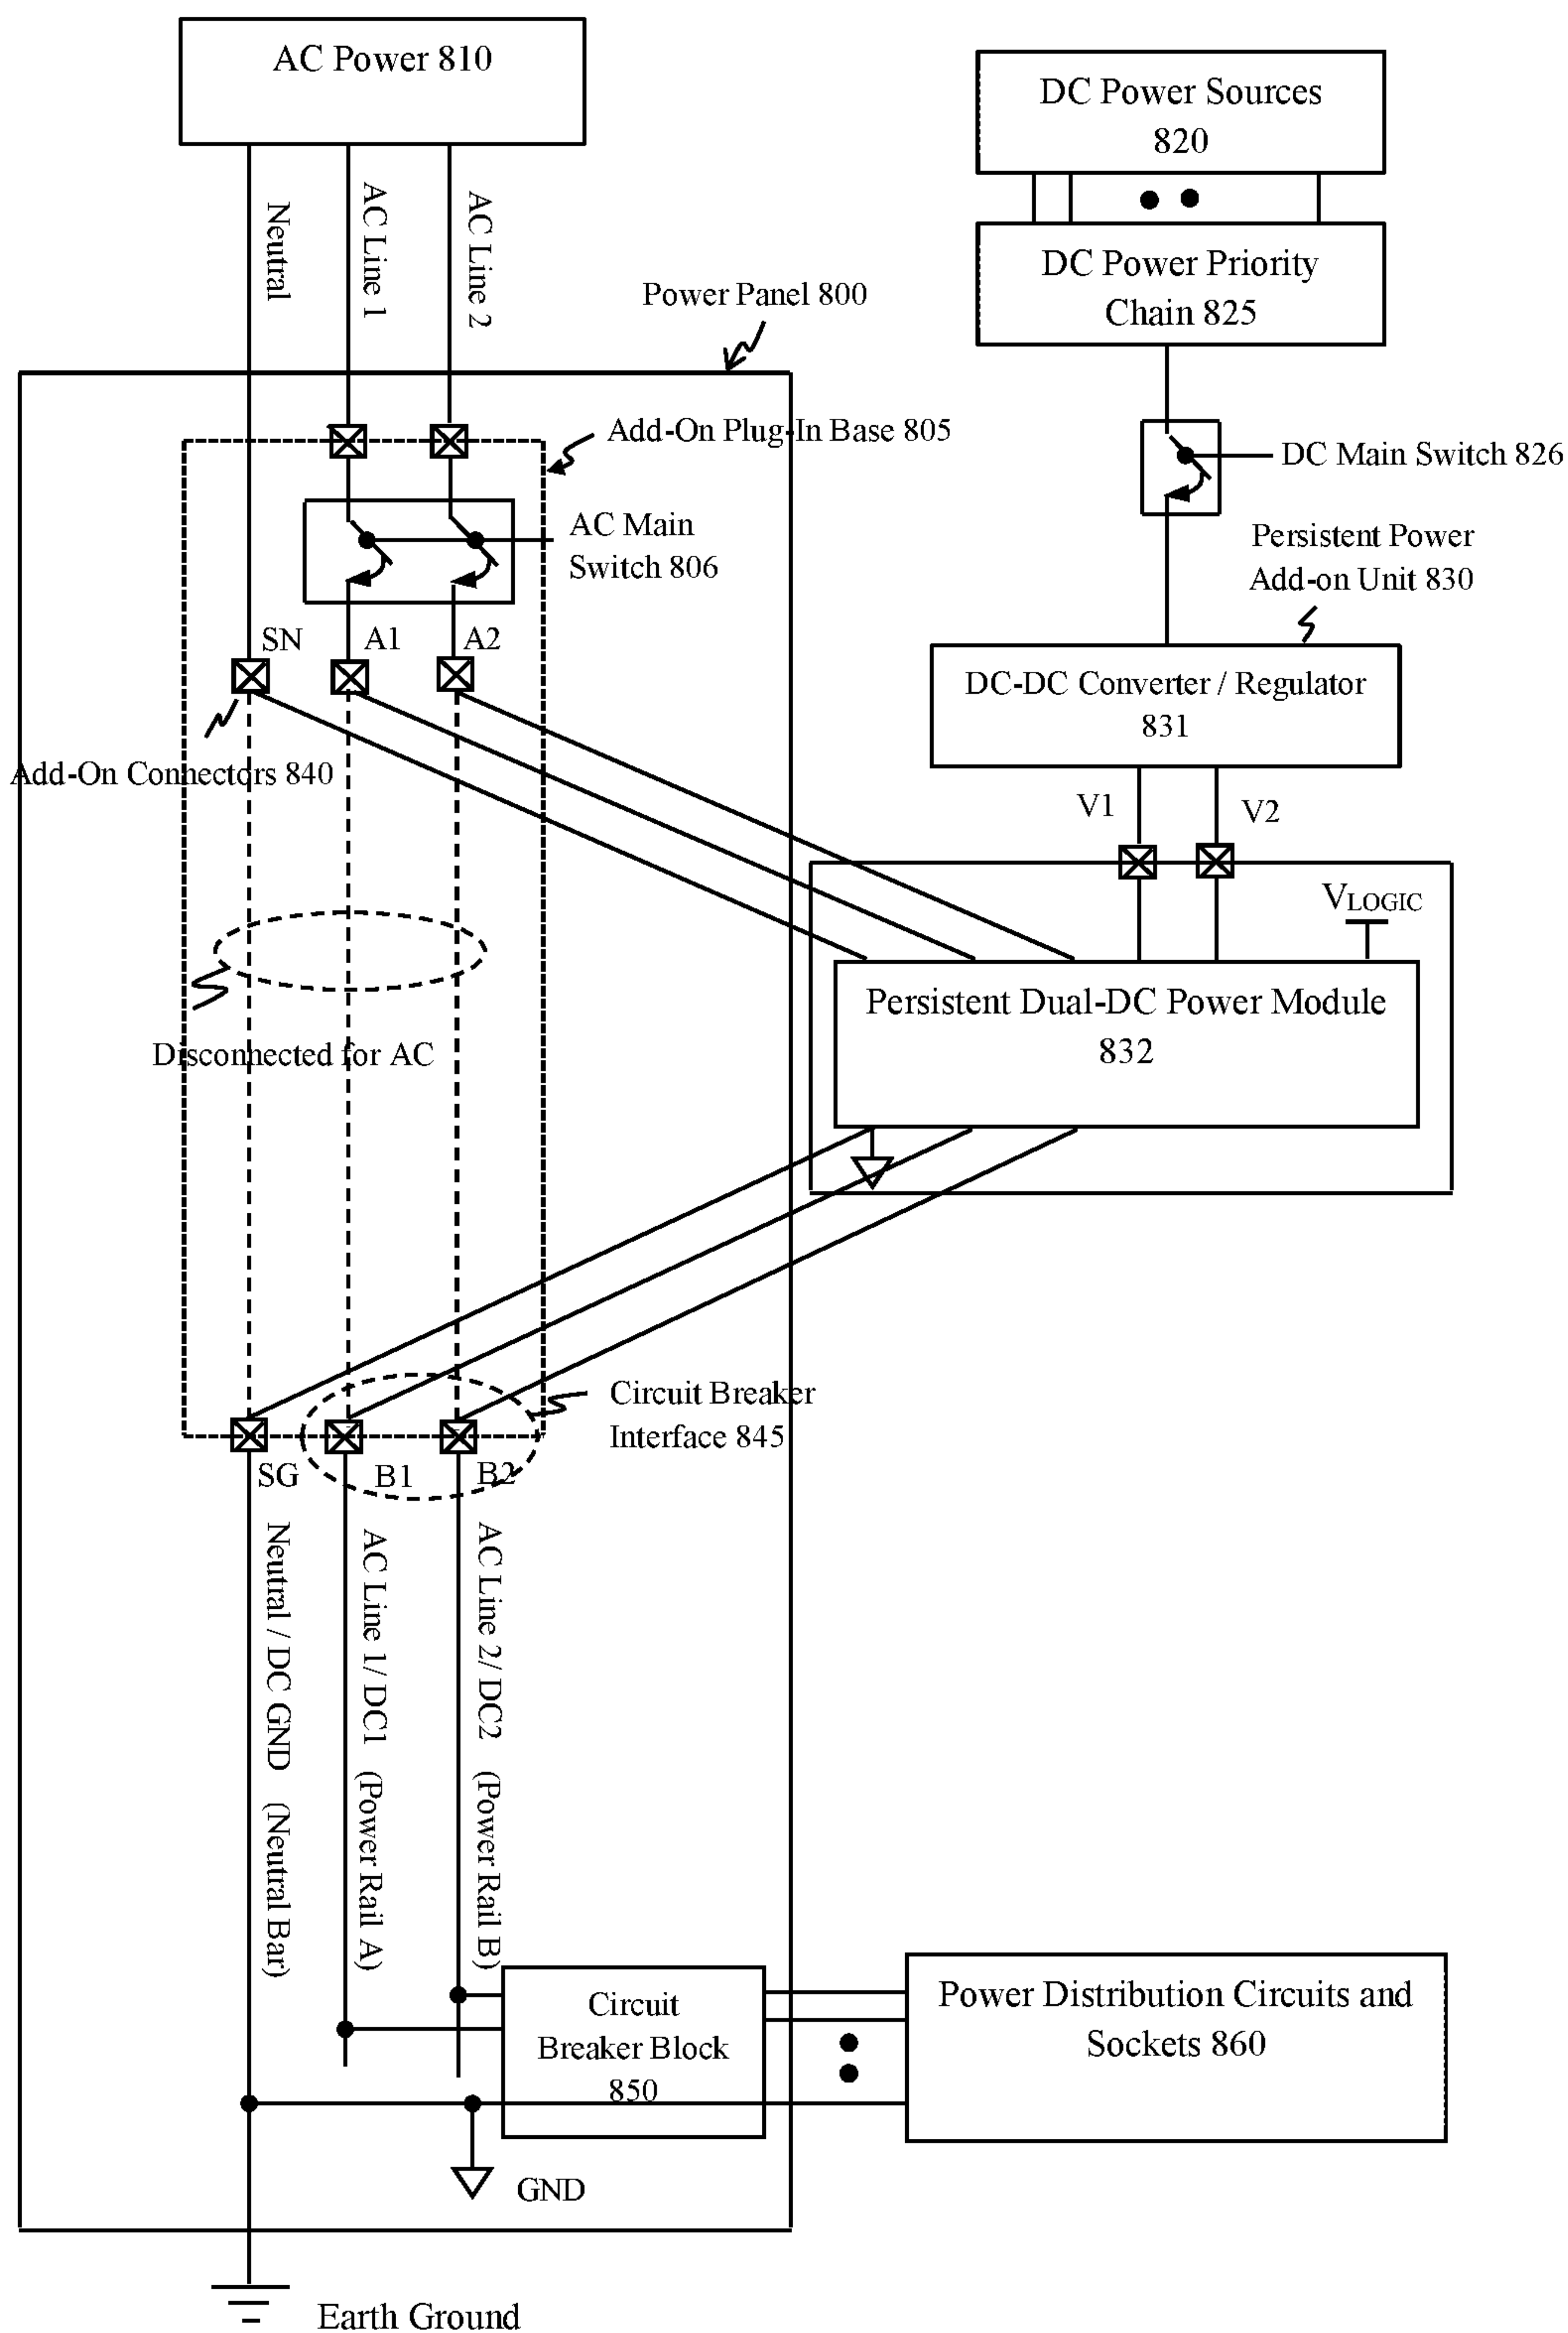 AC Power 810
DC Power Sources
820
Neutral
AC Line 1
AC Line 2
DC Power Priority
Chain 825
Power Panel 800
Add-On Plug-In Base 805
DC Main Switch 826
AC Main
Switch 806
Persistent Power
Add-on Unit 830
SN
A1
A2
DC-DC Converter / Regulator
831
Add-On Connectors 840
V1
V2
VLOGIC
Persistent Dual-DC Power Module
832
Disconnected for AC
Circuit Breaker
Interface 845
SG
B1
B2
Neutral / DC GND (Neutral Bar)
AC Line 1/ DC1 (Power Rail A)
AC Line 2/ DC2 (Power Rail B)
Circuit
Breaker Block
850
Power Distribution Circuits and
Sockets 860
GND
Earth Ground